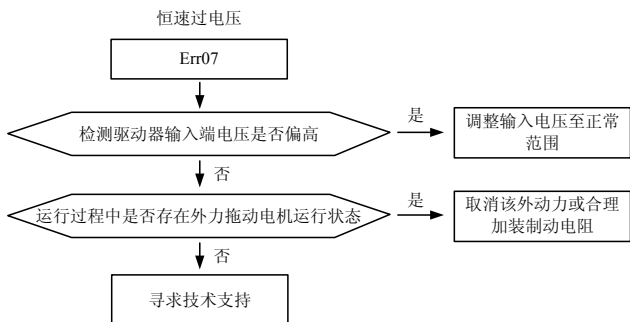 恒速过电压
Err07
检测驱动器输入端电压是否偏高
是
调整输入电压至正常
范围
否
运行过程中是否存在外力拖动电机运行状态
是
取消该外动力或合理
加装制动电阻
否
寻求技术支持